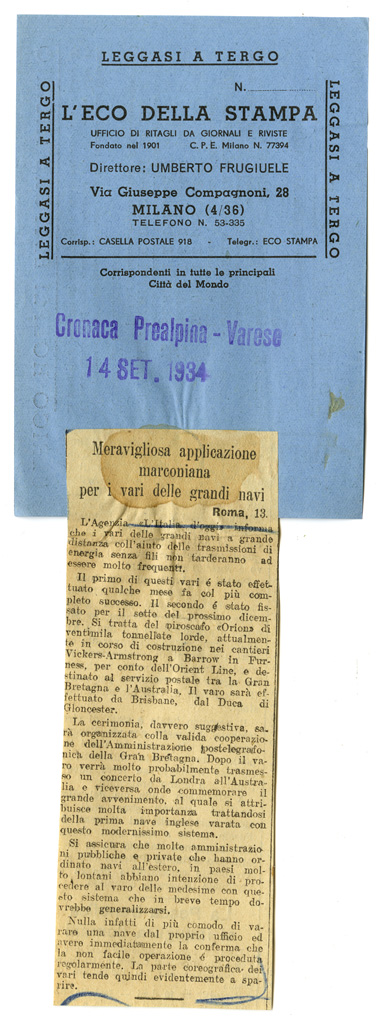 LEGGASI A TERGO
LEGGASI A TERGO
LEGGASI A TERGO
N.
L'ECO DELLA STAMPA
UFFICIO DI RITAGLI DA GIORNALI E RIVISTE
Fondato nel 1901 C. P. E. Milano N. 77394
Direttore: UMBERTO FRUGIUELE
Via Giuseppe Compagnoni, 28
MILANO (4/36)
TELEFONO N. 53-335
Corrisp.: CASELLA POSTALE 918 - Telegr.: ECO STAMPA
Corrispondenti in tutte le principali
Città del Mondo
Cronaca Prealpina - Varese
14 SET. 1934
Meravigliosa applicazione
marconiana
per i vari delle grandi navi
Roma, 13.
L'Agenzia «L'Italia d'oggi» informa
che i vari delle grandi navi a grande
distanza coll'aiuto delle trasmissioni di
energia senza fili non tarderanno ad
essere molto frequenti.
Il primo di questi vari é stato effet-
tuato qualche mese fa col più com-
pleto successo. Il secondo é stato fis-
sato per il sette del prossimo dicem-
bre. Si tratta del piroscafo «Orion» di
ventimila tonnellate lorde, attualmen-
te in corso di costruzione nei cantieri
Vickers-Armstrong a Barrow in Fur-
ness, per conto dell'Orient Line, e de-
stinato al servizio postale tra la Gran
Bretagna e l'Australia. Il varo sarà ef-
fettuato da Brisbane, dal Duca di
Gloncester.
La cerimonia, davvero suggestiva, sa-
rà organizzata colla valida cooperazio-
ne dell'Amministrazione postelegrafo-
nica della Gran Bretagna. Dopo il va-
ro verrà molto probabilmente trasmes-
so un concerto da Londra all'Austra-
lia e viceversa onde commemorare il
grande avvenimento, al quale si attri-
buisce molta importanza trattandosi
della prima nave inglese varata con
questo modernissimo sistema.
Si assicura che molte amministrazio-
ni pubbliche e private che hanno or-
dinato navi all'estero, in paesi mol-
to lontani abbiano intenzione di pro-
cedere al varo delle medesime con que-
sto sistema che in breve tempo do-
vrebbe generalizzarsi.
Nulla infatti di più comodo di va-
rare una nave dal proprio ufficio ed
avere immediatamente la conferma che
la non facile operazione é proceduta
regolarmente. La parte coreografica dei
vari tende quindi evidentemente a spa-
rire.